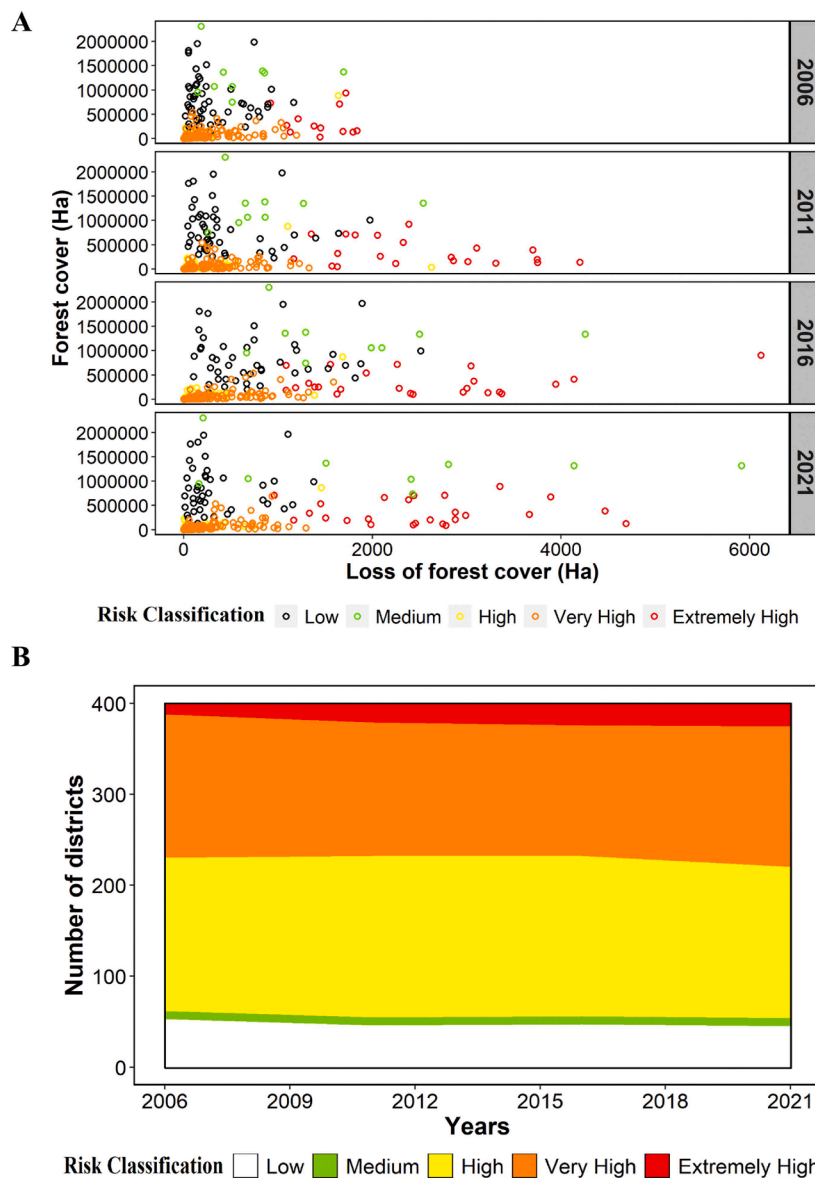 A
2000000
1500000
1000000
500000
0
2006
2000000
1500000
1000000
500000
0
2011
2000000
1500000
1000000
500000
0
2016
2000000
1500000
1000000
500000
0
2021
Forest cover (Ha)
0 2000 4000 6000
Loss of forest cover (Ha)
Risk Classification Low Medium High Very High Extremely High
B
400
300
200
100
0
Number of districts
2006 2009 2012 2015 2018 2021
Years
Risk Classification Low Medium High Very High Extremely High